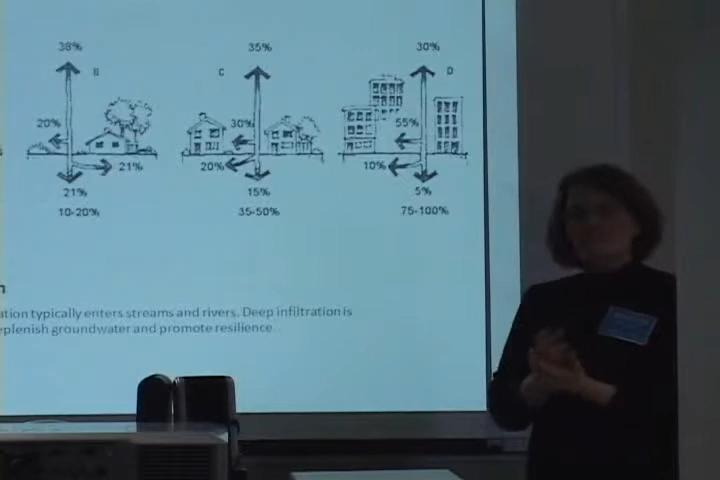 38% 35% 30%
B C D
20% 30% 55%
21% 20% 10%
21% 15% 5%
10-20% 35-50% 75-100%
ation typically enters streams and rivers. Deep infiltration is
eplenish groundwater and promote resilience.